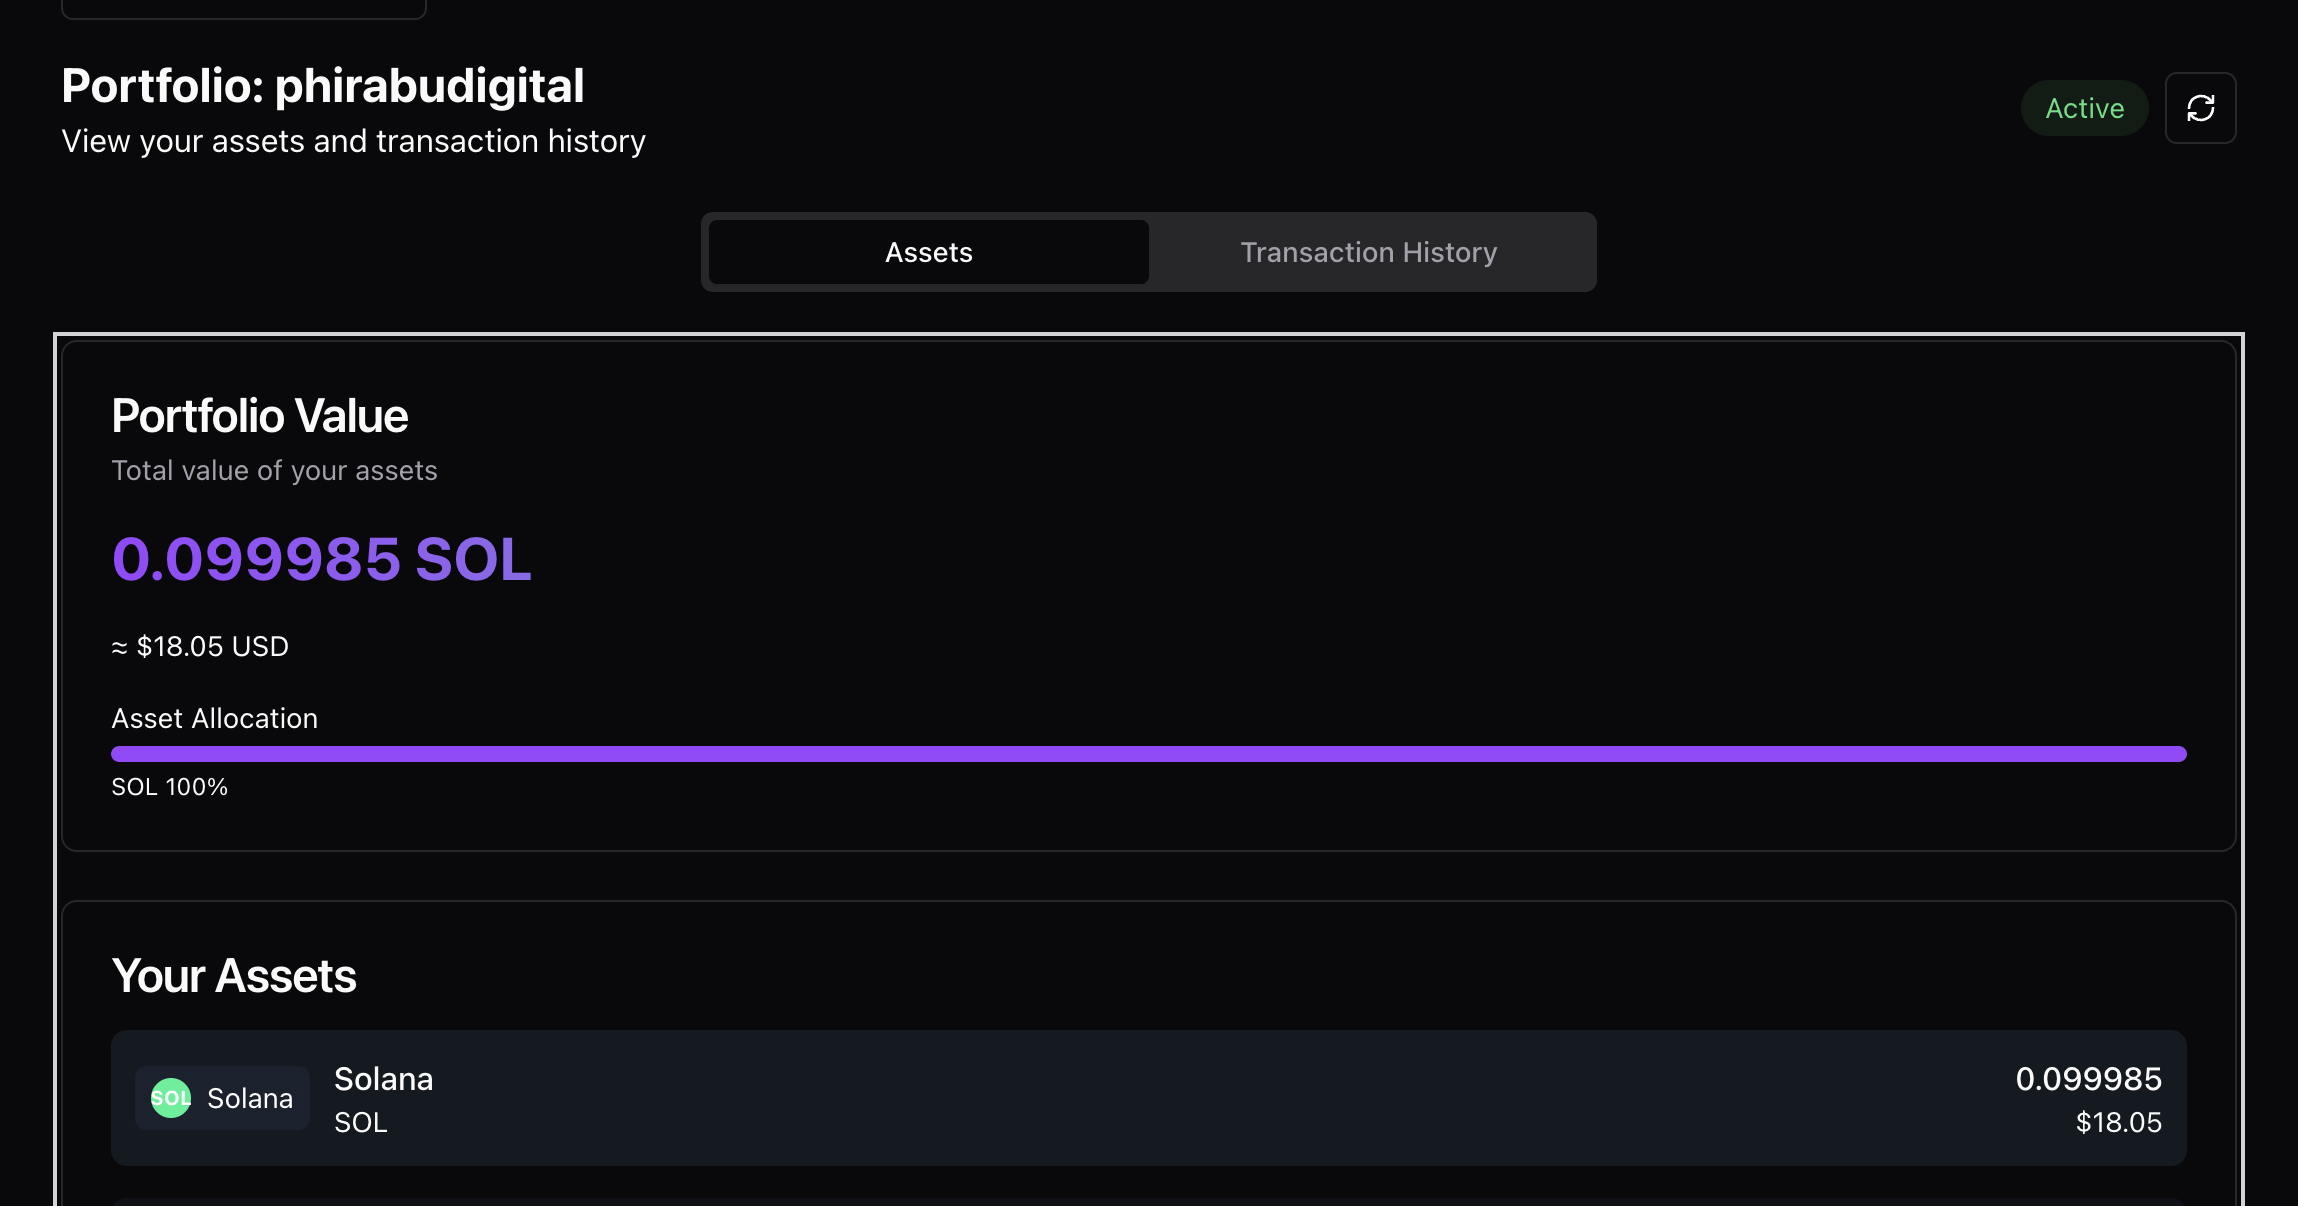 Portfolio: phirabudigital
View your assets and transaction history
Active
Assets
Transaction History
Portfolio Value
Total value of your assets
0.099985 SOL
≈ $18.05 USD
Asset Allocation
SOL 100%
Your Assets
SOL Solana
Solana
SOL
0.099985
$18.05